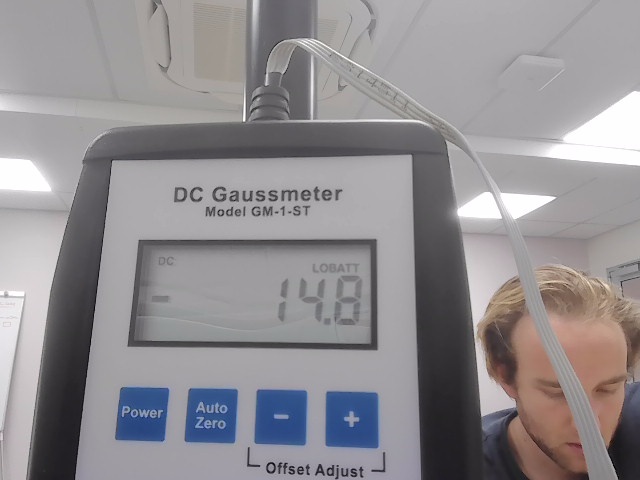 DC Gaussmeter
Model GM-1-ST
DC
LOBATT
- 14.8
Power
Auto
Zero
-
+
Offset Adjust